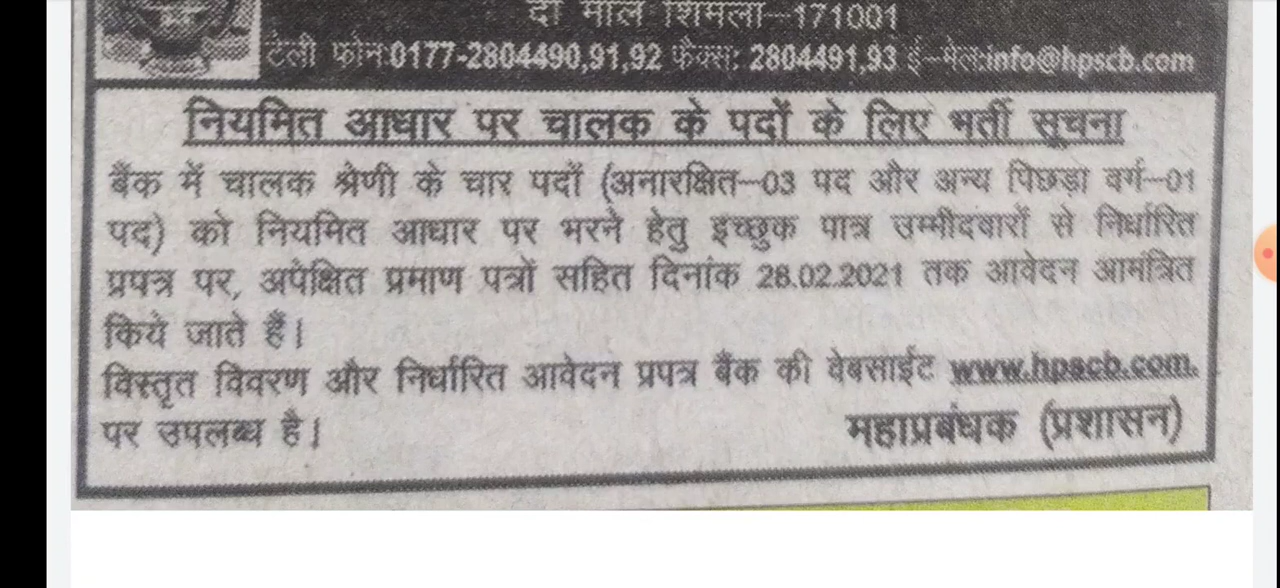 दी माल शिमला–171001
टेली फोन:0177-2804490,91,92 फैक्स: 2804491,93 ई–मेल:info@hpscb.com
नियमित आधार पर चालक के पदों के लिए भर्ती सूचना
बैंक में चालक श्रेणी के चार पदों (अनारक्षित–03 पद और अन्य पिछड़ा वर्ग–01
पद) को नियमित आधार पर भरने हेतु इच्छुक पात्र उम्मीदवारों से निर्धारित
प्रपत्र पर, अपेक्षित प्रमाण पत्रों सहित दिनांक 28.02.2021 तक आवेदन आमंत्रित
किये जाते हैं।
विस्तृत विवरण और निर्धारित आवेदन प्रपत्र बैंक की वेबसाईट www.hpscb.com.
पर उपलब्ध है।
महाप्रबंधक (प्रशासन)